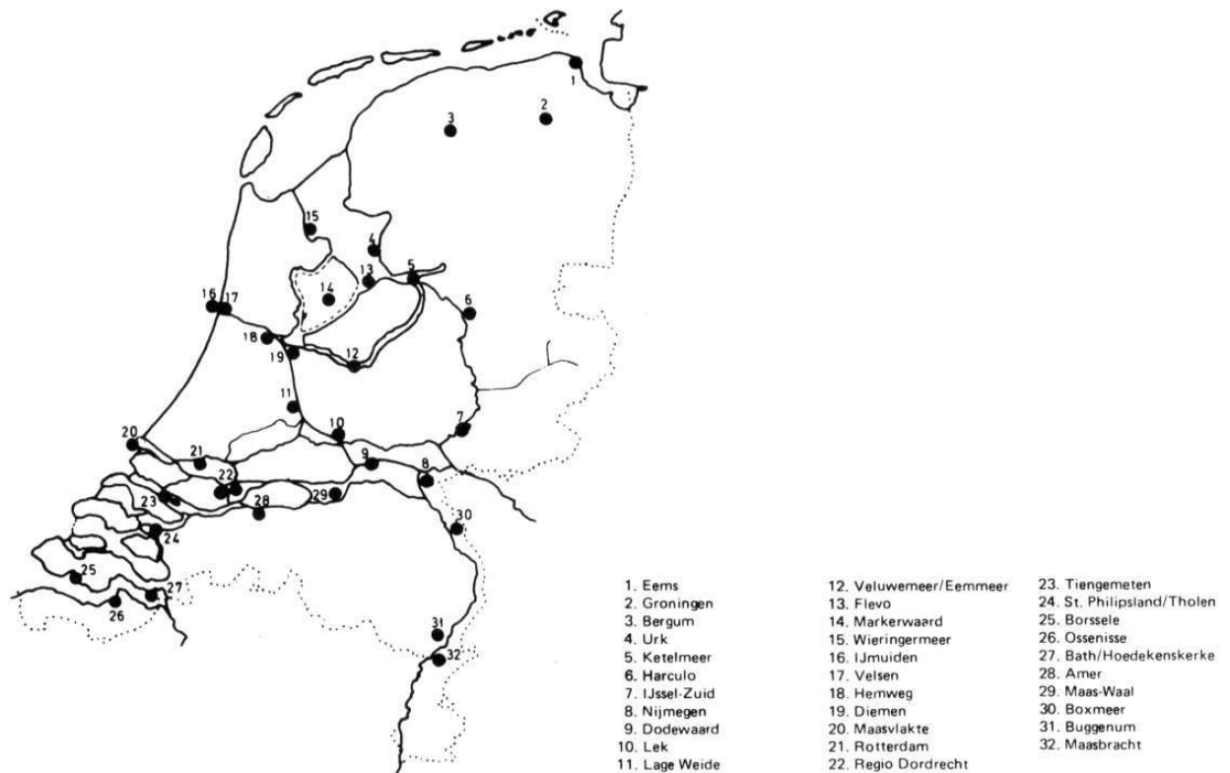 1
2
3
15
4
5
13
14
6
16
17
18
19
12
11
10
7
20
21
9
8
22
23
29
28
30
24
25
27
26
31
32
1. Eems
2. Groningen
3. Bergum
4. Urk
5. Ketelmeer
6. Harculo
7. IJssel-Zuid
8. Nijmegen
9. Dodewaard
10. Lek
11. Lage Weide
12. Veluwemeer/Eemmeer
13. Flevo
14. Markerwaard
15. Wieringermeer
16. IJmuiden
17. Velsen
18. Hemweg
19. Diemen
20. Maasvlakte
21. Rotterdam
22. Regio Dordrecht
23. Tiengemeten
24. St. Philipsland/Tholen
25. Borssele
26. Ossenisse
27. Bath/Hoedekenskerke
28. Amer
29. Maas-Waal
30. Boxmeer
31. Buggenum
32. Maasbracht